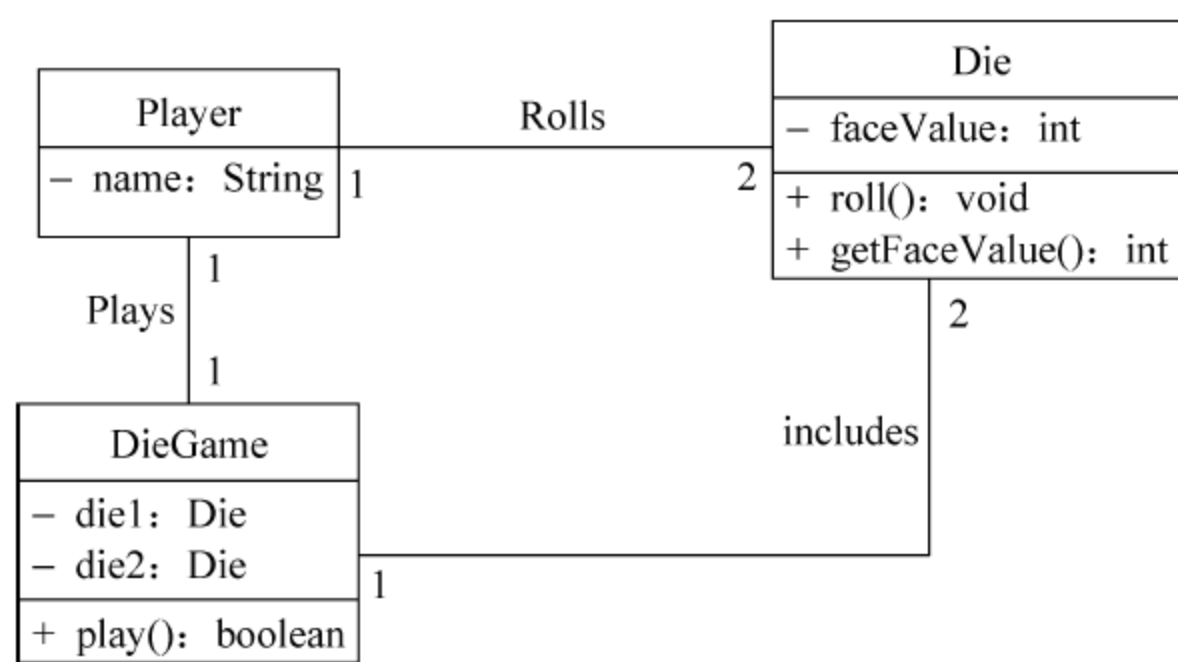 Player
− name：String
1
Rolls
2
Die
− faceValue：int
+ roll()：void
+ getFaceValue()：int
1
Plays
1
2
includes
DieGame
− die1：Die
− die2：Die
+ play()：boolean
1